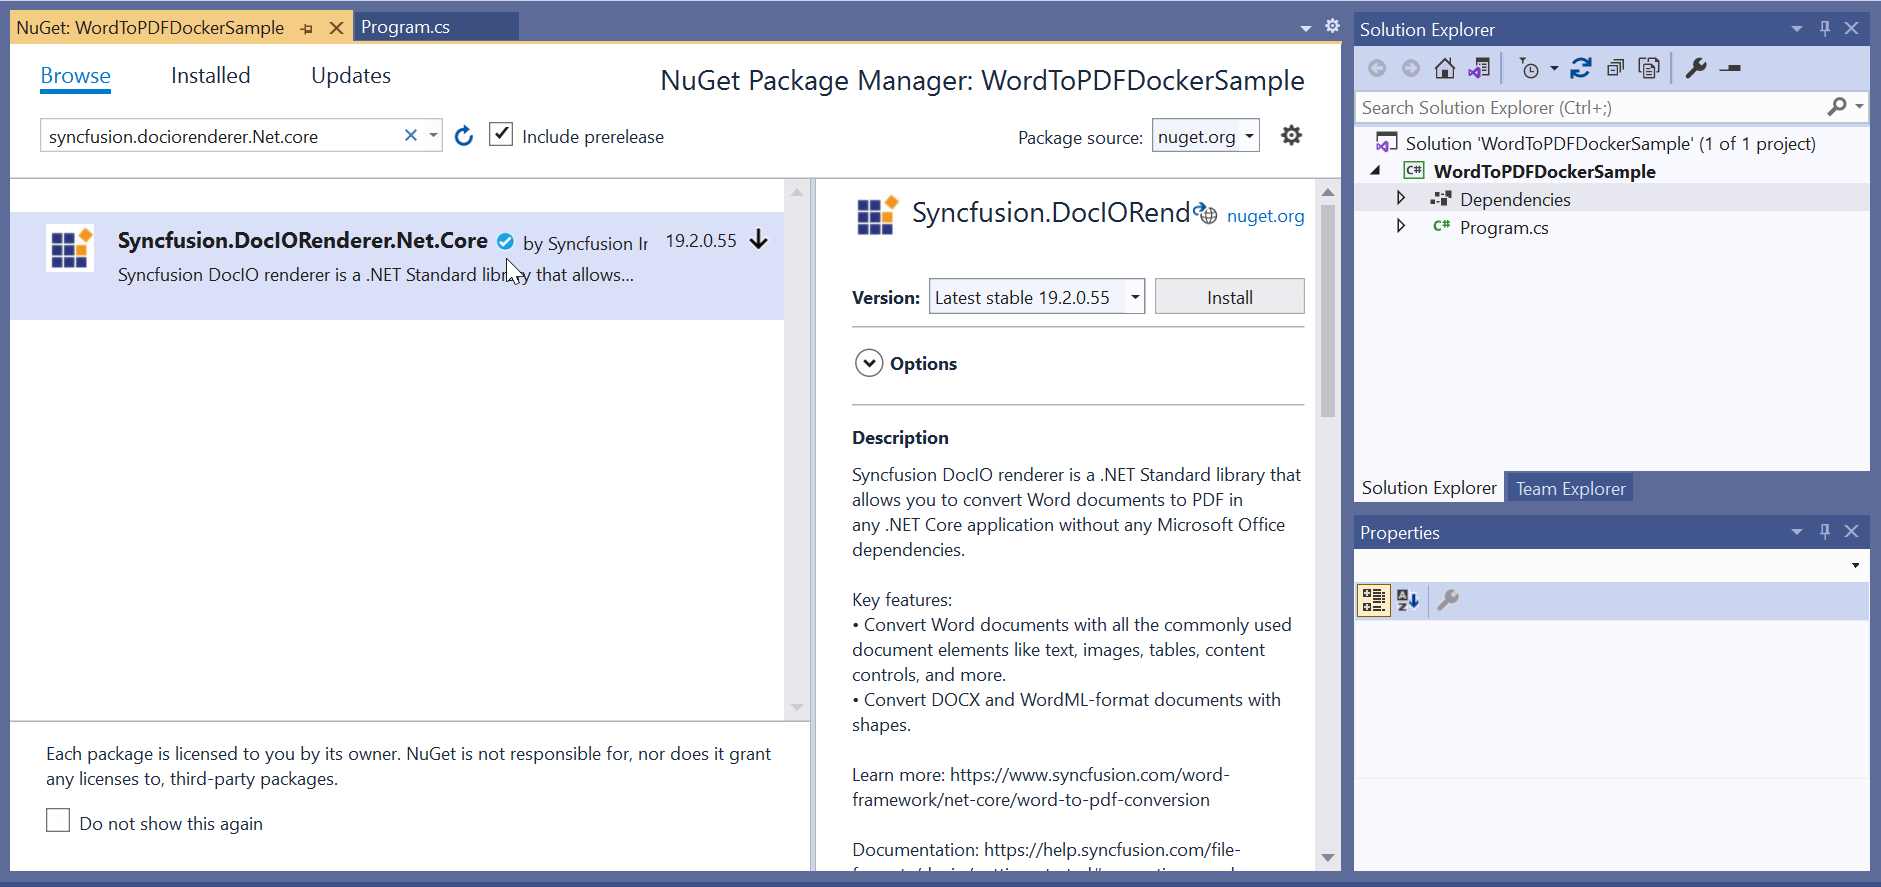 NuGet: WordToPDFDockerSample
Program.cs
Browse
Installed
Updates
NuGet Package Manager: WordToPDFDockerSample
syncfusion.dociorenderer.Net.core
Include prerelease
Package source:
nuget.org
Syncfusion.DocIORenderer.Net.Core
by Syncfusion Ir
19.2.0.55
Syncfusion DocIO renderer is a .NET Standard library that allows...
Each package is licensed to you by its owner. NuGet is not responsible for, nor does it grant
any licenses to, third-party packages.
Do not show this again
Syncfusion.DocIORend
nuget.org
Version:
Latest stable 19.2.0.55
Install
Options
Description
Syncfusion DocIO renderer is a .NET Standard library that
allows you to convert Word documents to PDF in
any .NET Core application without any Microsoft Office
dependencies.
Key features:
• Convert Word documents with all the commonly used
document elements like text, images, tables, content
controls, and more.
• Convert DOCX and WordML-format documents with
shapes.
Learn more: https://www.syncfusion.com/word-
framework/net-core/word-to-pdf-conversion
Documentation: https://help.syncfusion.com/file-
Solution Explorer
Search Solution Explorer (Ctrl+;)
Solution 'WordToPDFDockerSample' (1 of 1 project)
C# WordToPDFDockerSample
Dependencies
C# Program.cs
Solution Explorer
Team Explorer
Properties